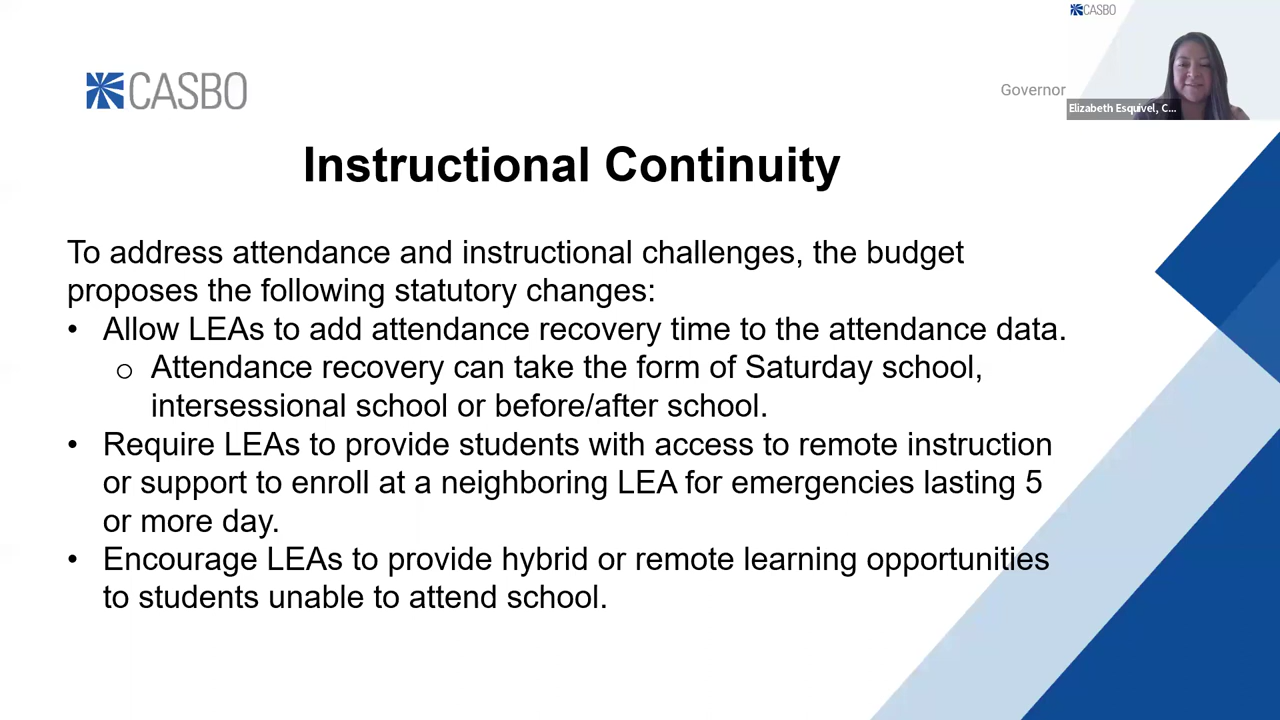 CASBO
CASBO
Governor
Elizabeth Esquivel, C...
Instructional Continuity
To address attendance and instructional challenges, the budget
proposes the following statutory changes:
• Allow LEAs to add attendance recovery time to the attendance data.
o Attendance recovery can take the form of Saturday school,
intersessional school or before/after school.
• Require LEAs to provide students with access to remote instruction
or support to enroll at a neighboring LEA for emergencies lasting 5
or more day.
• Encourage LEAs to provide hybrid or remote learning opportunities
to students unable to attend school.